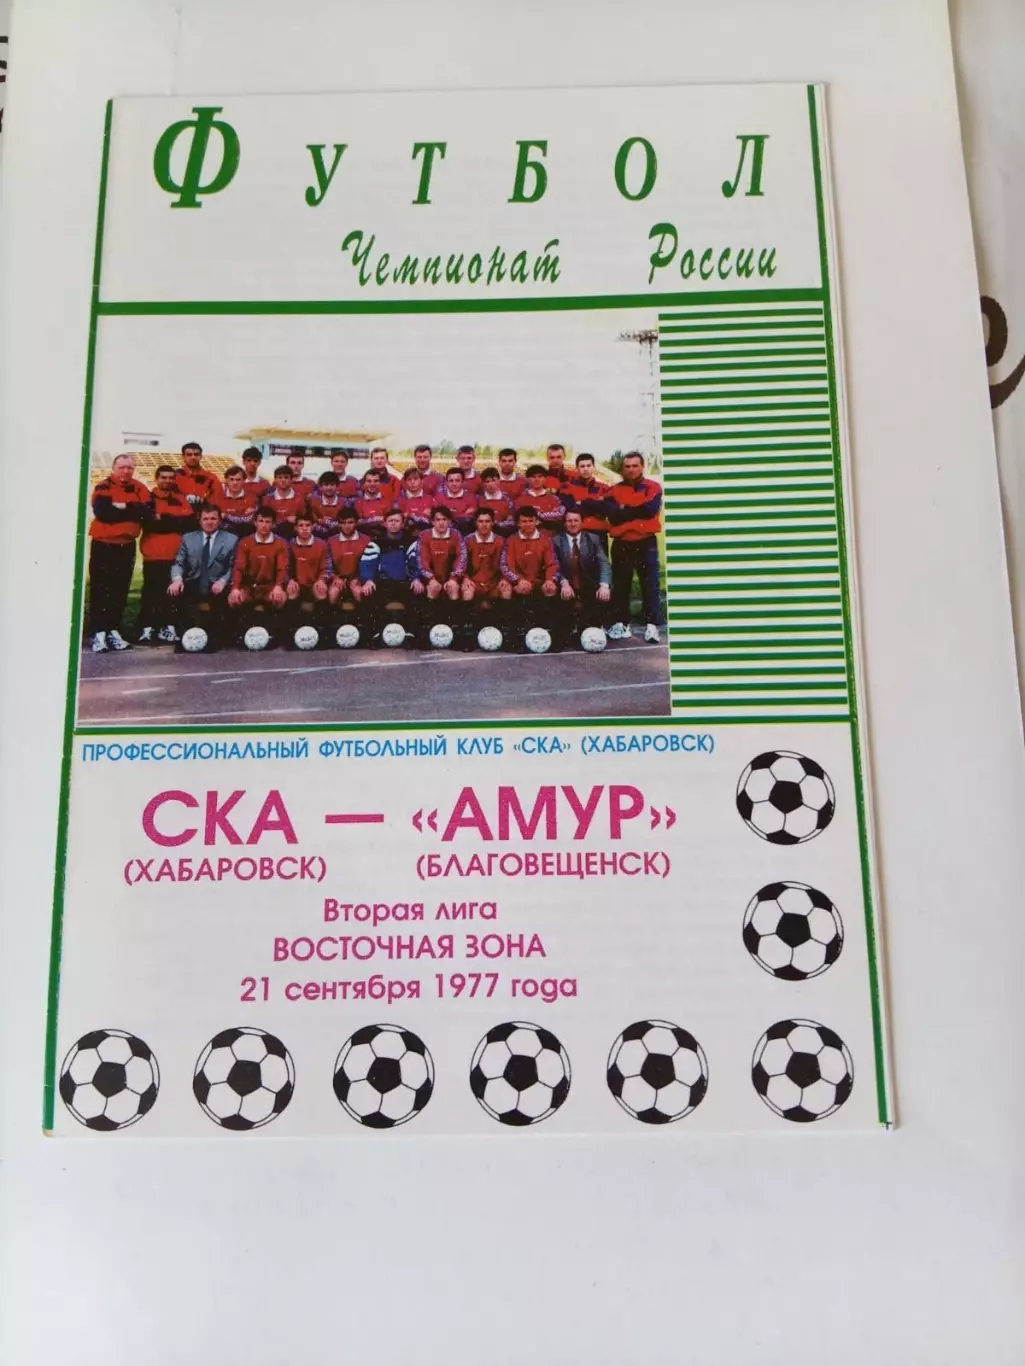 Футбол
Чемпионат России
ПРОФЕССИОНАЛЬНЫЙ ФУТБОЛЬНЫЙ КЛУБ «СКА» (ХАБАРОВСК)
СКА — «АМУР»
(ХАБАРОВСК) (БЛАГОВЕЩЕНСК)
Вторая лига
ВОСТОЧНАЯ ЗОНА
21 сентября 1977 года